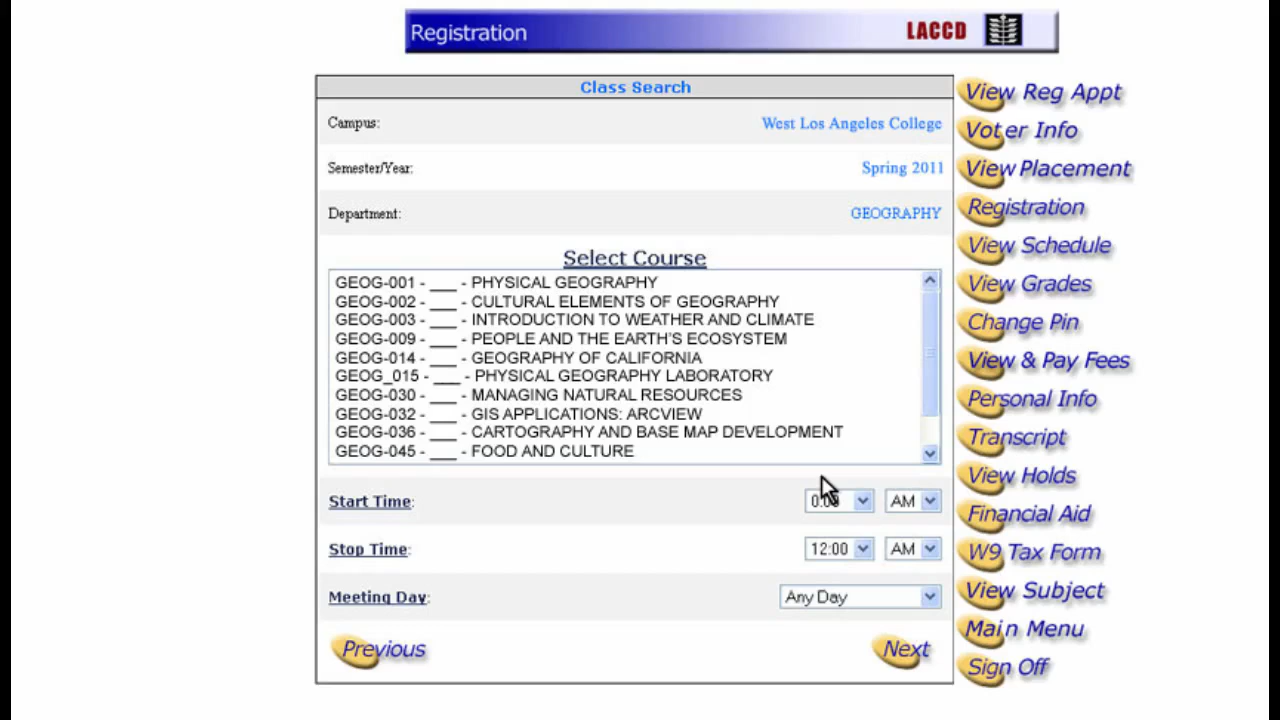 Registration LACCD
Class Search
Campus: West Los Angeles College
Semester/Year: Spring 2011
Department: GEOGRAPHY
Select Course
GEOG-001 - ___ - PHYSICAL GEOGRAPHY
GEOG-002 - ___ - CULTURAL ELEMENTS OF GEOGRAPHY
GEOG-003 - ___ - INTRODUCTION TO WEATHER AND CLIMATE
GEOG-009 - ___ - PEOPLE AND THE EARTH'S ECOSYSTEM
GEOG-014 - ___ - GEOGRAPHY OF CALIFORNIA
GEOG_015 - ___ - PHYSICAL GEOGRAPHY LABORATORY
GEOG-030 - ___ - MANAGING NATURAL RESOURCES
GEOG-032 - ___ - GIS APPLICATIONS: ARCVIEW
GEOG-036 - ___ - CARTOGRAPHY AND BASE MAP DEVELOPMENT
GEOG-045 - ___ - FOOD AND CULTURE
Start Time: 0:00 AM
Stop Time: 12:00 AM
Meeting Day: Any Day
Previous Next
View Reg Appt
Voter Info
View Placement
Registration
View Schedule
View Grades
Change Pin
View & Pay Fees
Personal Info
Transcript
View Holds
Financial Aid
W9 Tax Form
View Subject
Main Menu
Sign Off